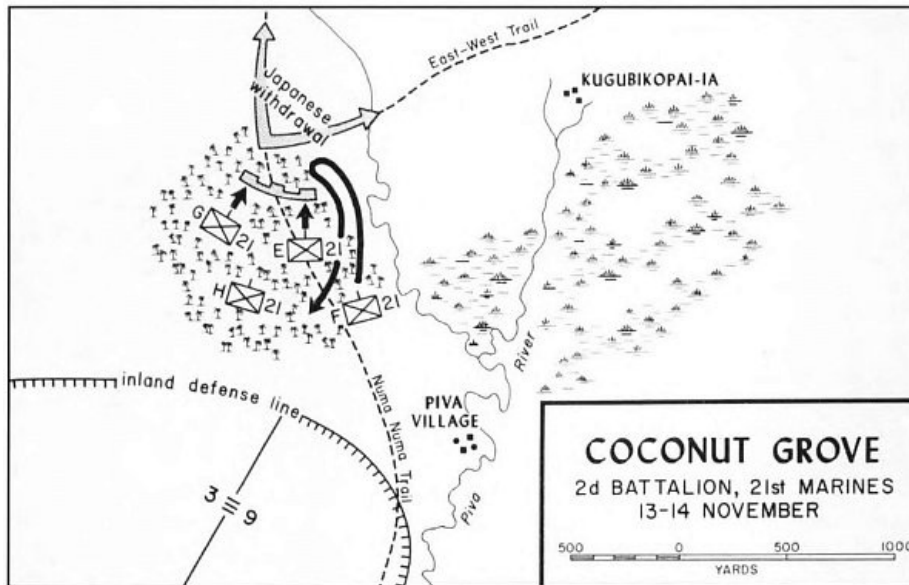 East-West Trail
KUGUBIKOPAI-IA
Japanese
withdrawal
G 21
E 21
H 21
F 21
inland defense line
Numa Numa Trail
PIVA
VILLAGE
River
Piva
3
9
COCONUT GROVE
2d BATTALION, 21st MARINES
13-14 NOVEMBER
500 0 500 1000
YARDS